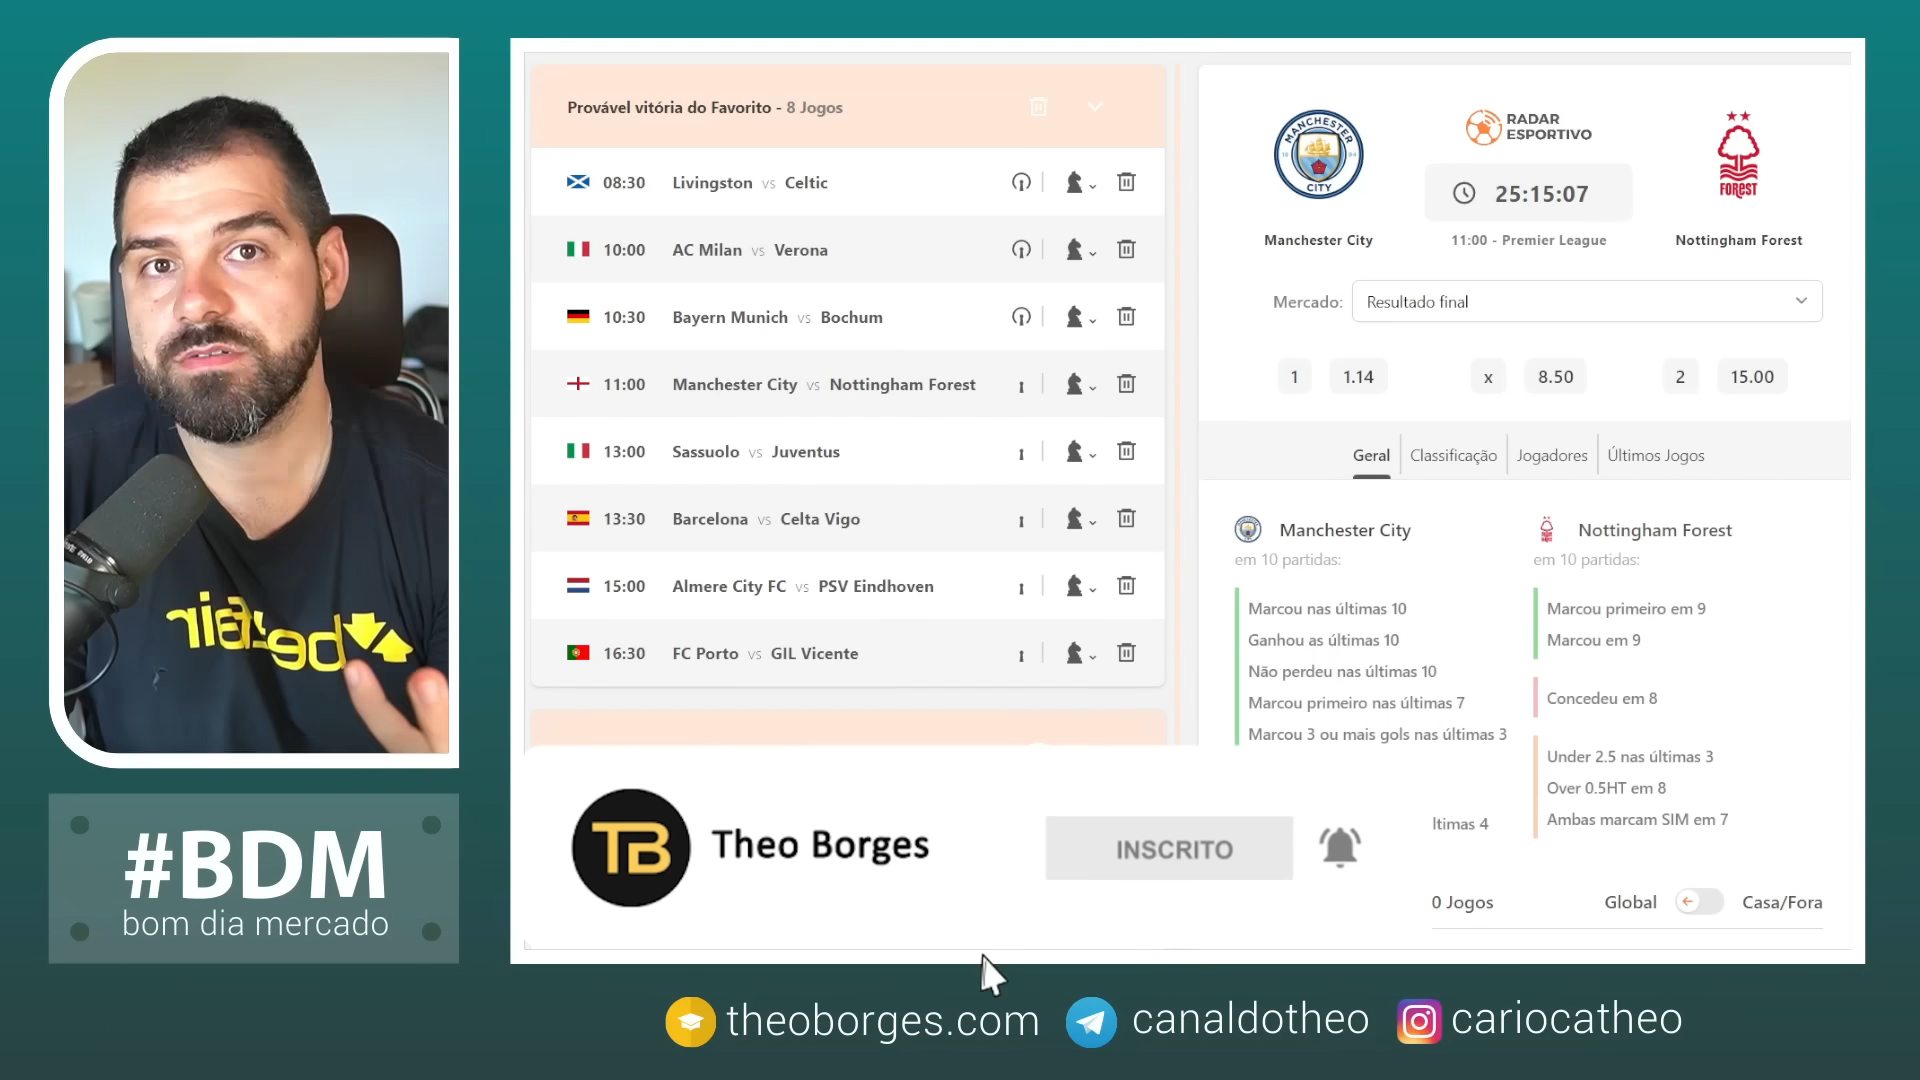 betfair
#BDM
bom dia mercado
Provável vitória do Favorito - 8 Jogos
08:30 Livingston vs Celtic
10:00 AC Milan vs Verona
10:30 Bayern Munich vs Bochum
11:00 Manchester City vs Nottingham Forest
13:00 Sassuolo vs Juventus
13:30 Barcelona vs Celta Vigo
15:00 Almere City FC vs PSV Eindhoven
16:30 FC Porto vs GIL Vicente
MANCHESTER
18 94
CITY
RADAR
ESPORTIVO
FOREST
25:15:07
Manchester City
11:00 - Premier League
Nottingham Forest
Mercado: Resultado final
1 1.14 x 8.50 2 15.00
Geral Classificação Jogadores Últimos Jogos
Manchester City
em 10 partidas:
Marcou nas últimas 10
Ganhou as últimas 10
Não perdeu nas últimas 10
Marcou primeiro nas últimas 7
Marcou 3 ou mais gols nas últimas 3
Nottingham Forest
em 10 partidas:
Marcou primeiro em 9
Marcou em 9
Concedeu em 8
Under 2.5 nas últimas 3
Over 0.5HT em 8
Ambas marcam SIM em 7
ltimas 4
0 Jogos Global Casa/Fora
TB
Theo Borges
INSCRITO
theoborges.com canaldotheo cariocatheo